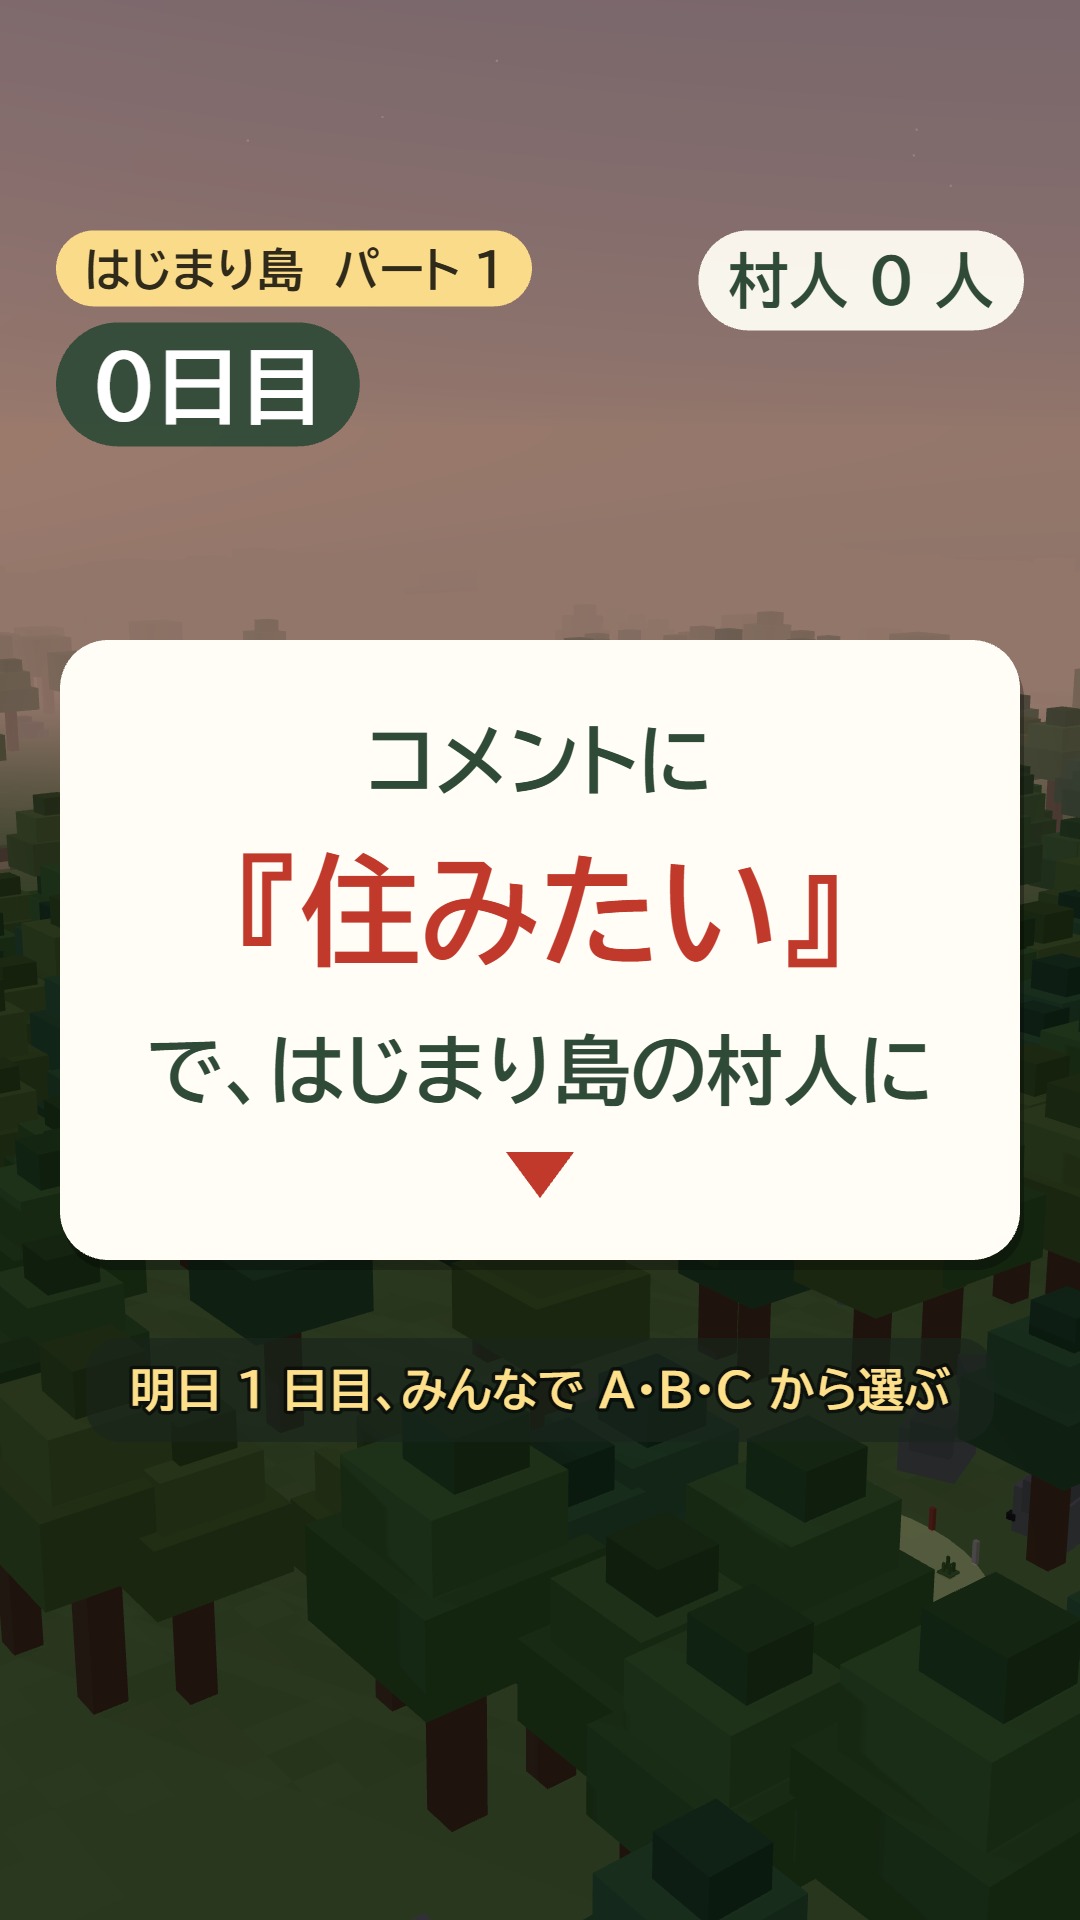 はじまり島 パート 1
村人 0 人
0日目
コメントに
『住みたい』
で、はじまり島の村人に
明日 1 日目、みんなで A・B・C から選ぶ